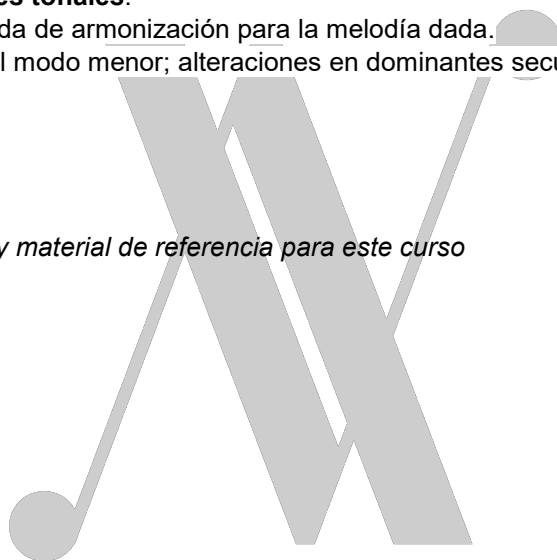 es tonales.
da de armonización para la melodía dada.
l modo menor; alteraciones en dominantes secu
y material de referencia para este curso